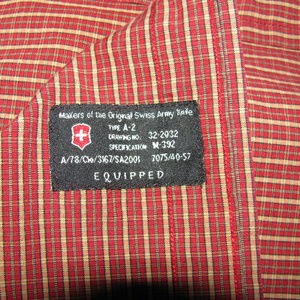 Makers of the Original Swiss Army Knife
TYPE A-2
DRAWING NO. 32-2032
SPECIFICATION M-392
A/78/Cw/3167/SA2001 7075/40-57
EQUIPPED